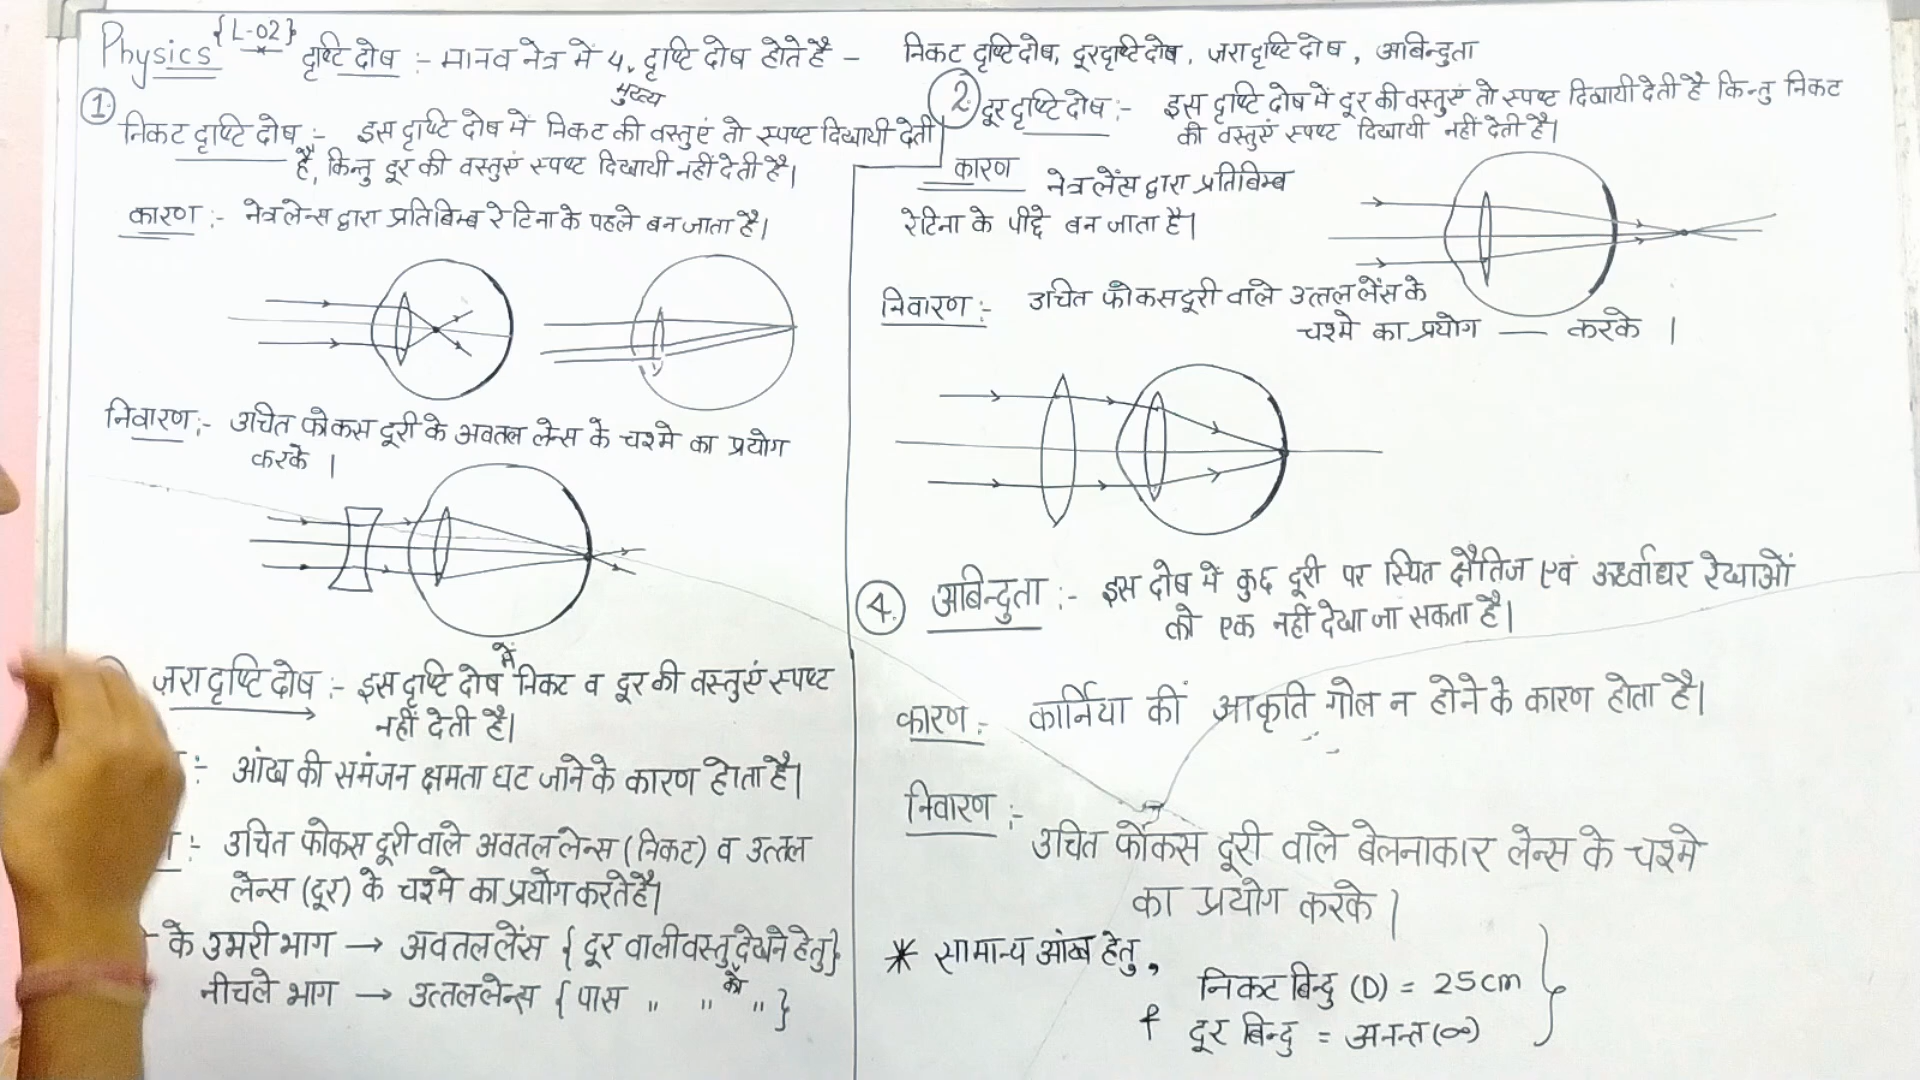 Physics {L-02}
दृष्टि दोष :- मानव नेत्र में 4 मुख्य दृष्टि दोष होते है - निकट दृष्टि दोष, दूरदृष्टि दोष, जरादृष्टि दोष, अबिन्दुता
① निकट दृष्टि दोष :- इस दृष्टि दोष में निकट की वस्तुएं तो स्पष्ट दिखायी देती
है, किन्तु दूर की वस्तुएं स्पष्ट दिखायी नहीं देती है।
कारण :- नेत्र लेन्स द्वारा प्रतिबिम्ब रेटिना के पहले बन जाता है।
निवारण :- उचित फोकस दूरी के अवतल लेन्स के चश्मे का प्रयोग
करके ।
जरा दृष्टि दोष :- इस दृष्टि दोष में निकट व दूर की वस्तुएं स्पष्ट
नहीं देती है।
:- आंख की समंजन क्षमता घट जाने के कारण होता है।
:- उचित फोकस दूरी वाले अवतल लेन्स (निकट) व उत्तल
लेन्स (दूर) के चश्मे का प्रयोग करते है।
के उमरी भाग → अवतल लेंस {दूर वाली वस्तु को देखने हेतु}
नीचले भाग → उत्तल लेन्स {पास " " "}
② दूर दृष्टि दोष :- इस दृष्टि दोष में दूर की वस्तुएं तो स्पष्ट दिखायी देती है किन्तु निकट
की वस्तुएं स्पष्ट दिखायी नहीं देती है।
कारण नेत्र लेंस द्वारा प्रतिबिम्ब
रेटिना के पीछे बन जाता है।
निवारण :- उचित फोकस दूरी वाले उत्तल लेंस के
चश्मे का प्रयोग — करके ।
④ अबिन्दुता :- इस दोष में कुछ दूरी पर स्थित क्षैतिज एवं ऊर्ध्वाधर रेखाओं
को एक नहीं देखा जा सकता है।
कारण :- कार्निया की आकृति गोल न होने के कारण होता है।
निवारण :-
उचित फोकस दूरी वाले बेलनाकार लेन्स के चश्मे
का प्रयोग करके।
* सामान्य आंख हेतु,
निकट बिन्दु (D) = 25cm
दूर बिन्दु = अनन्त (∞)